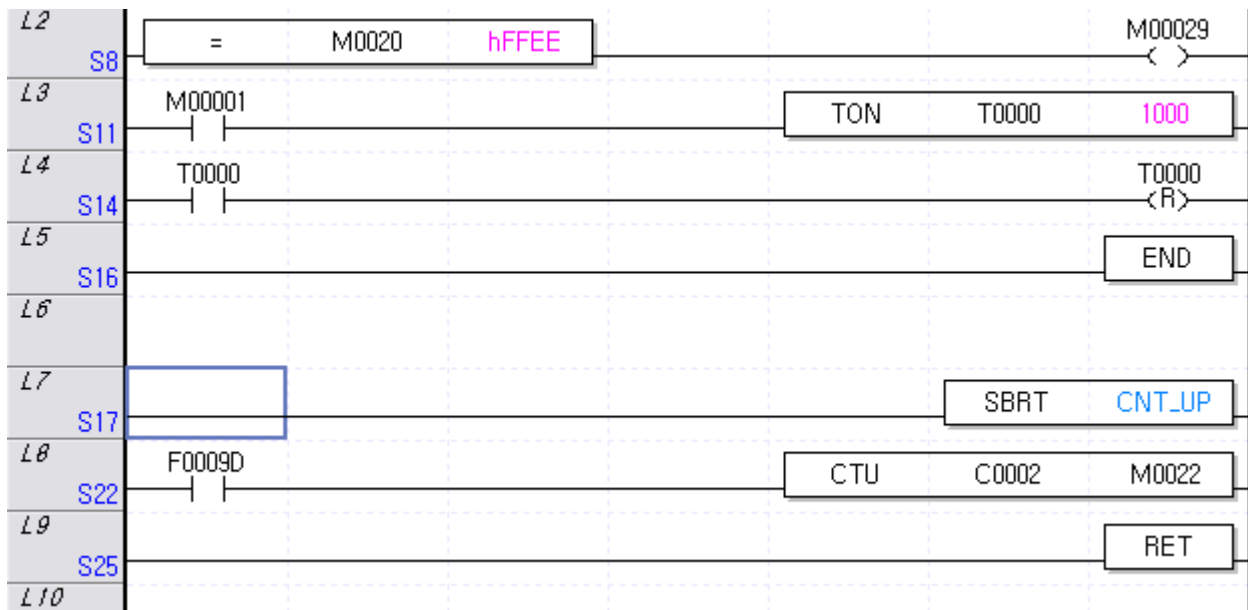 L2
= M0020 hFFEE M00029
S8 ( )
L3
M00001
TON T0000 1000
S11
L4
T0000 T0000
S14 (R)
L5
END
S16
L6
L7
SBRT CNT_UP
S17
L8
F0009D
CTU C0002 M0022
S22
L9
RET
S25
L10